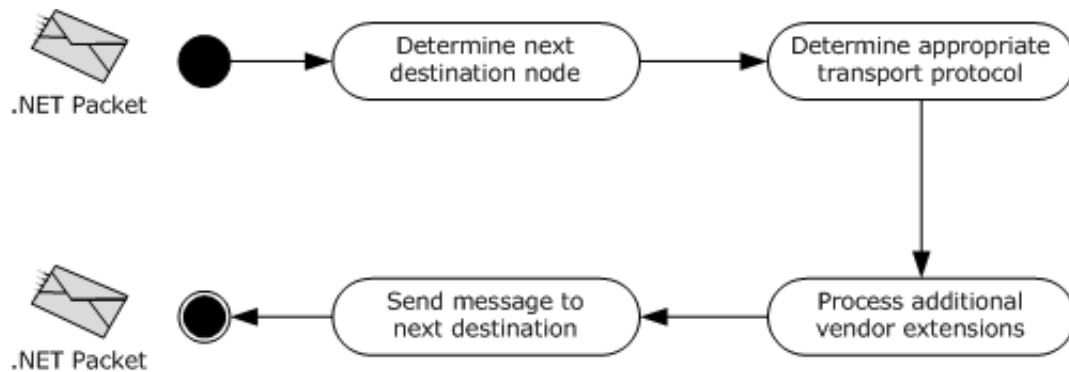 .NET Packet
Determine next
destination node
Determine appropriate
transport protocol
.NET Packet
Send message to
next destination
Process additional
vendor extensions